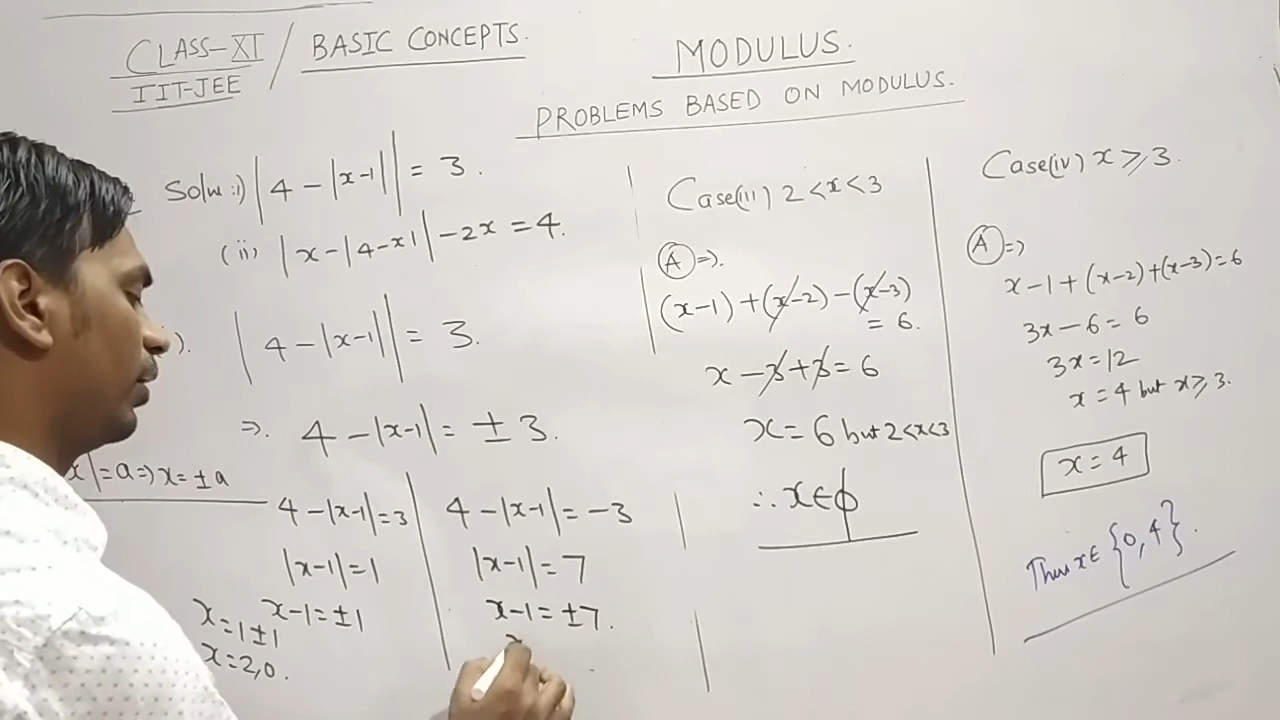 CLASS-XI / BASIC CONCEPTS.
IIT-JEE
MODULUS.
PROBLEMS BASED ON MODULUS.
Solve :i) |4-|x-1|| = 3.
(ii) |x-|4-x||-2x = 4.
). |4-|x-1|| = 3.
⇒. 4-|x-1| = ±3.
x|=a⇒x=±a
4-|x-1|=3
|x-1|=1
x-1=±1
x=1±1
x=2,0.
4-|x-1|=-3
|x-1|=7
x-1=±7.
Case(iii) 2<x<3
(A)⇒.
(x-1)+(x-2)-(x-3)
= 6.
x-3+3=6
x=6 but 2<x<3
∴x∈ϕ
Case(iv) x⩾3.
(A)⇒
x-1+(x-2)+(x-3)=6
3x-6=6
3x=12
x=4 but x⩾3.
x=4
Thus x∈{0,4}.